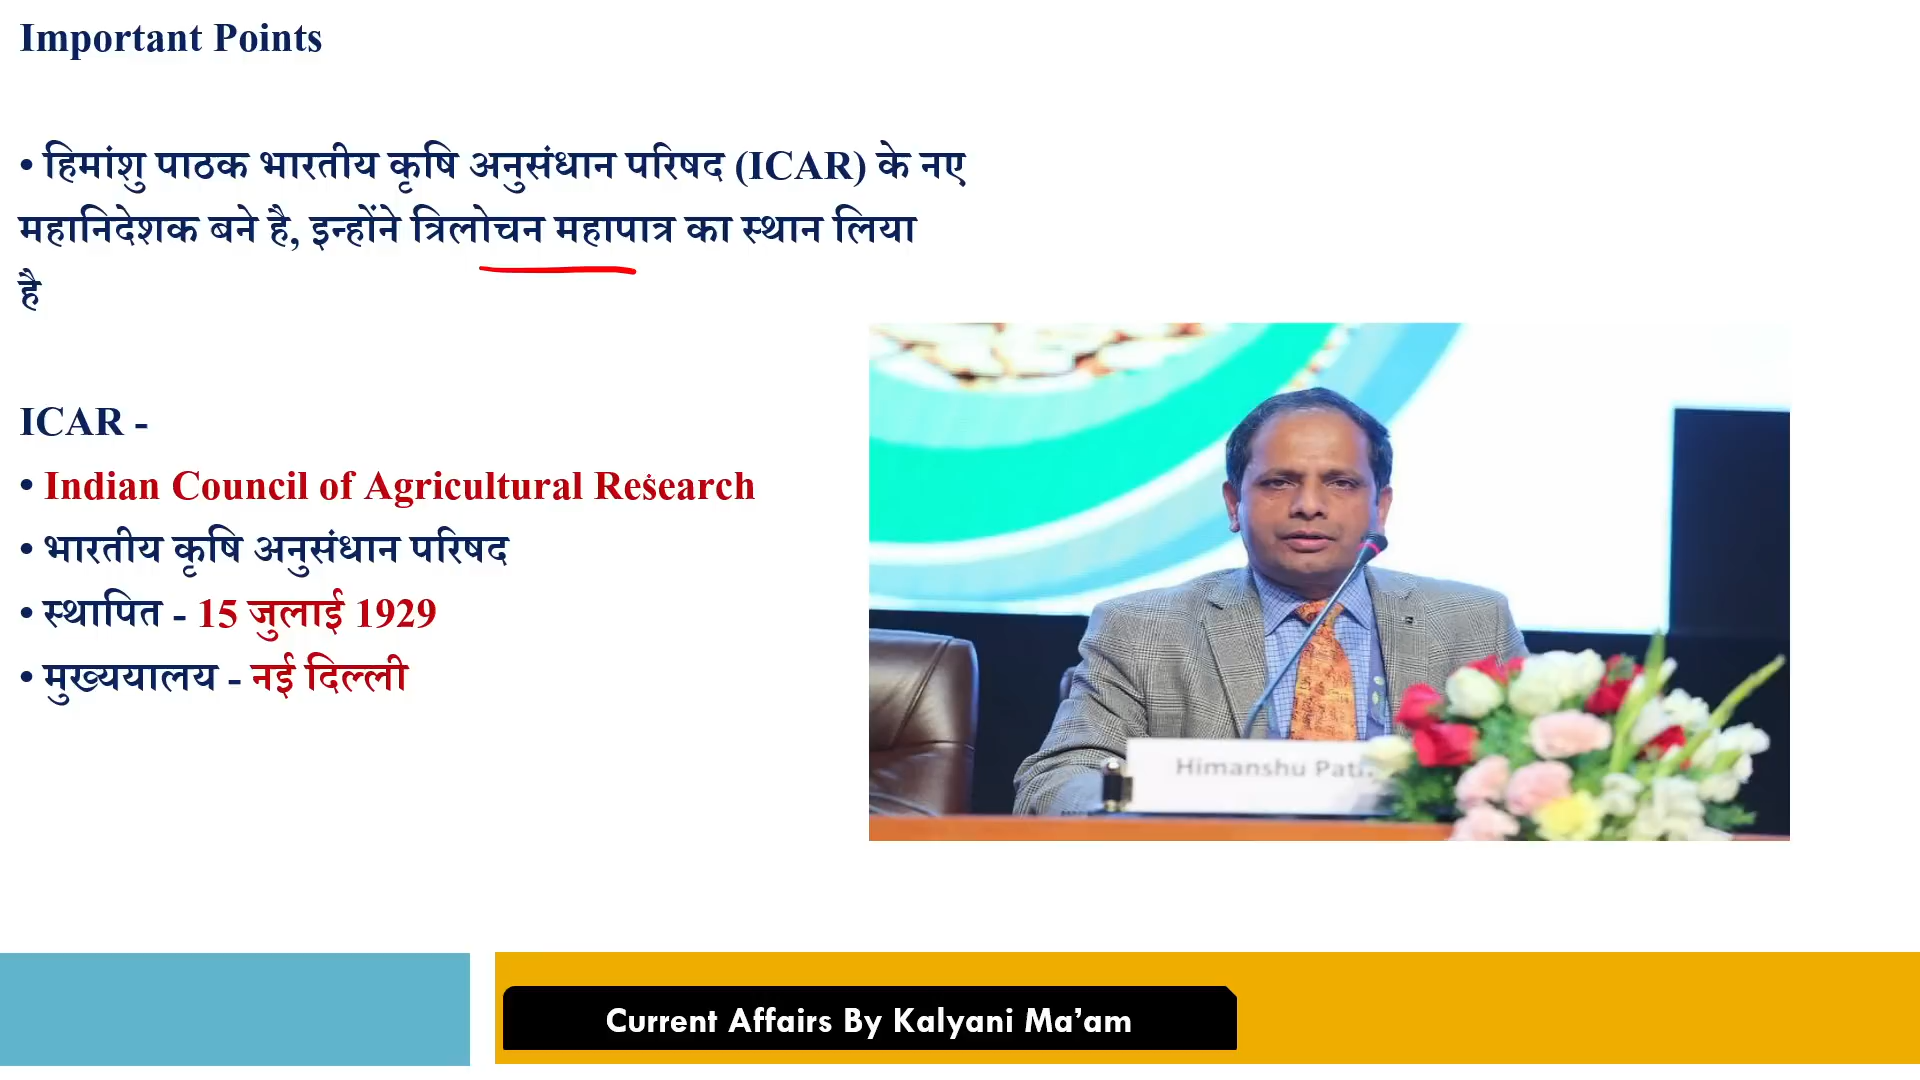 Important Points
• हिमांशु पाठक भारतीय कृषि अनुसंधान परिषद (ICAR) के नए
महानिदेशक बने है, इन्होंने त्रिलोचन महापात्र का स्थान लिया
है
ICAR -
• Indian Council of Agricultural Research
• भारतीय कृषि अनुसंधान परिषद
• स्थापित - 15 जुलाई 1929
• मुख्ययालय - नई दिल्ली
Himanshu
Current Affairs By Kalyani Ma’am